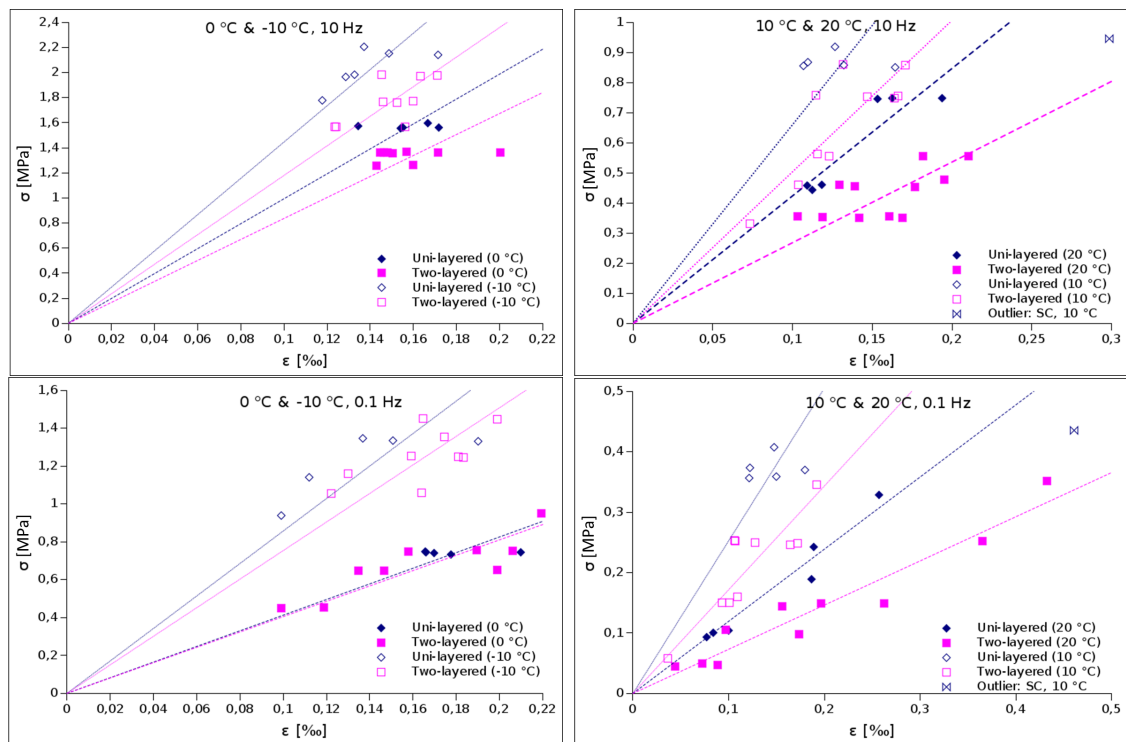 0 °C & -10 °C, 10 Hz
σ [MPa]
2,4
2,2
2
1,8
1,6
1,4
1,2
1
0,8
0,6
0,4
0,2
0
Uni-layered (0 °C)
Two-layered (0 °C)
Uni-layered (-10 °C)
Two-layered (-10 °C)
0 0,02 0,04 0,06 0,08 0,1 0,12 0,14 0,16 0,18 0,2 0,22
ε [‰]
10 °C & 20 °C, 10 Hz
σ [MPa]
1
0,9
0,8
0,7
0,6
0,5
0,4
0,3
0,2
0,1
0
Uni-layered (20 °C)
Two-layered (20 °C)
Uni-layered (10 °C)
Two-layered (10 °C)
Outlier: SC, 10 °C
0 0,05 0,1 0,15 0,2 0,25 0,3
ε [‰]
0 °C & -10 °C, 0.1 Hz
σ [MPa]
1,6
1,4
1,2
1
0,8
0,6
0,4
0,2
0
Uni-layered (0 °C)
Two-layered (0 °C)
Uni-layered (-10 °C)
Two-layered (-10 °C)
0 0,02 0,04 0,06 0,08 0,1 0,12 0,14 0,16 0,18 0,2 0,22
ε [‰]
10 °C & 20 °C, 0.1 Hz
σ [MPa]
0,5
0,4
0,3
0,2
0,1
0
Uni-layered (20 °C)
Two-layered (20 °C)
Uni-layered (10 °C)
Two-layered (10 °C)
Outlier: SC, 10 °C
0 0,1 0,2 0,3 0,4 0,5
ε [‰]